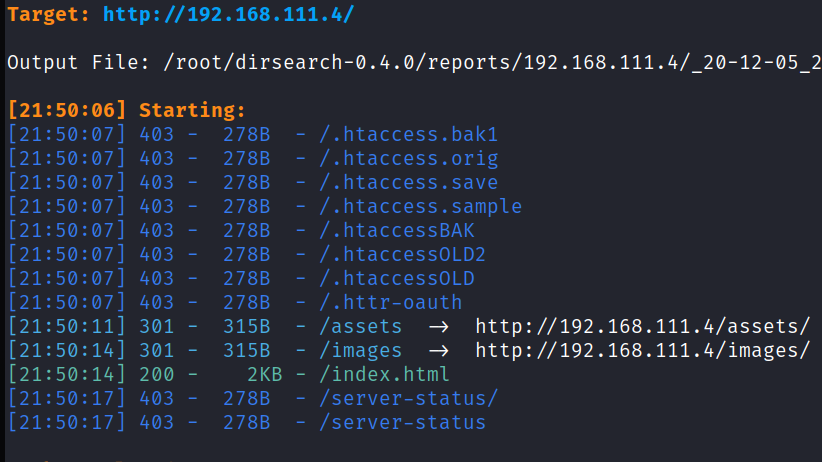 Target: http://192.168.111.4/
Output File: /root/dirsearch-0.4.0/reports/192.168.111.4/_20-12-05_2
[21:50:06] Starting:
[21:50:07] 403 -  278B  - /.htaccess.bak1
[21:50:07] 403 -  278B  - /.htaccess.orig
[21:50:07] 403 -  278B  - /.htaccess.save
[21:50:07] 403 -  278B  - /.htaccess.sample
[21:50:07] 403 -  278B  - /.htaccessBAK
[21:50:07] 403 -  278B  - /.htaccessOLD2
[21:50:07] 403 -  278B  - /.htaccessOLD
[21:50:07] 403 -  278B  - /.httr-oauth
[21:50:11] 301 -  315B  - /assets  ->  http://192.168.111.4/assets/
[21:50:14] 301 -  315B  - /images  ->  http://192.168.111.4/images/
[21:50:14] 200 -    2KB - /index.html
[21:50:17] 403 -  278B  - /server-status/
[21:50:17] 403 -  278B  - /server-status